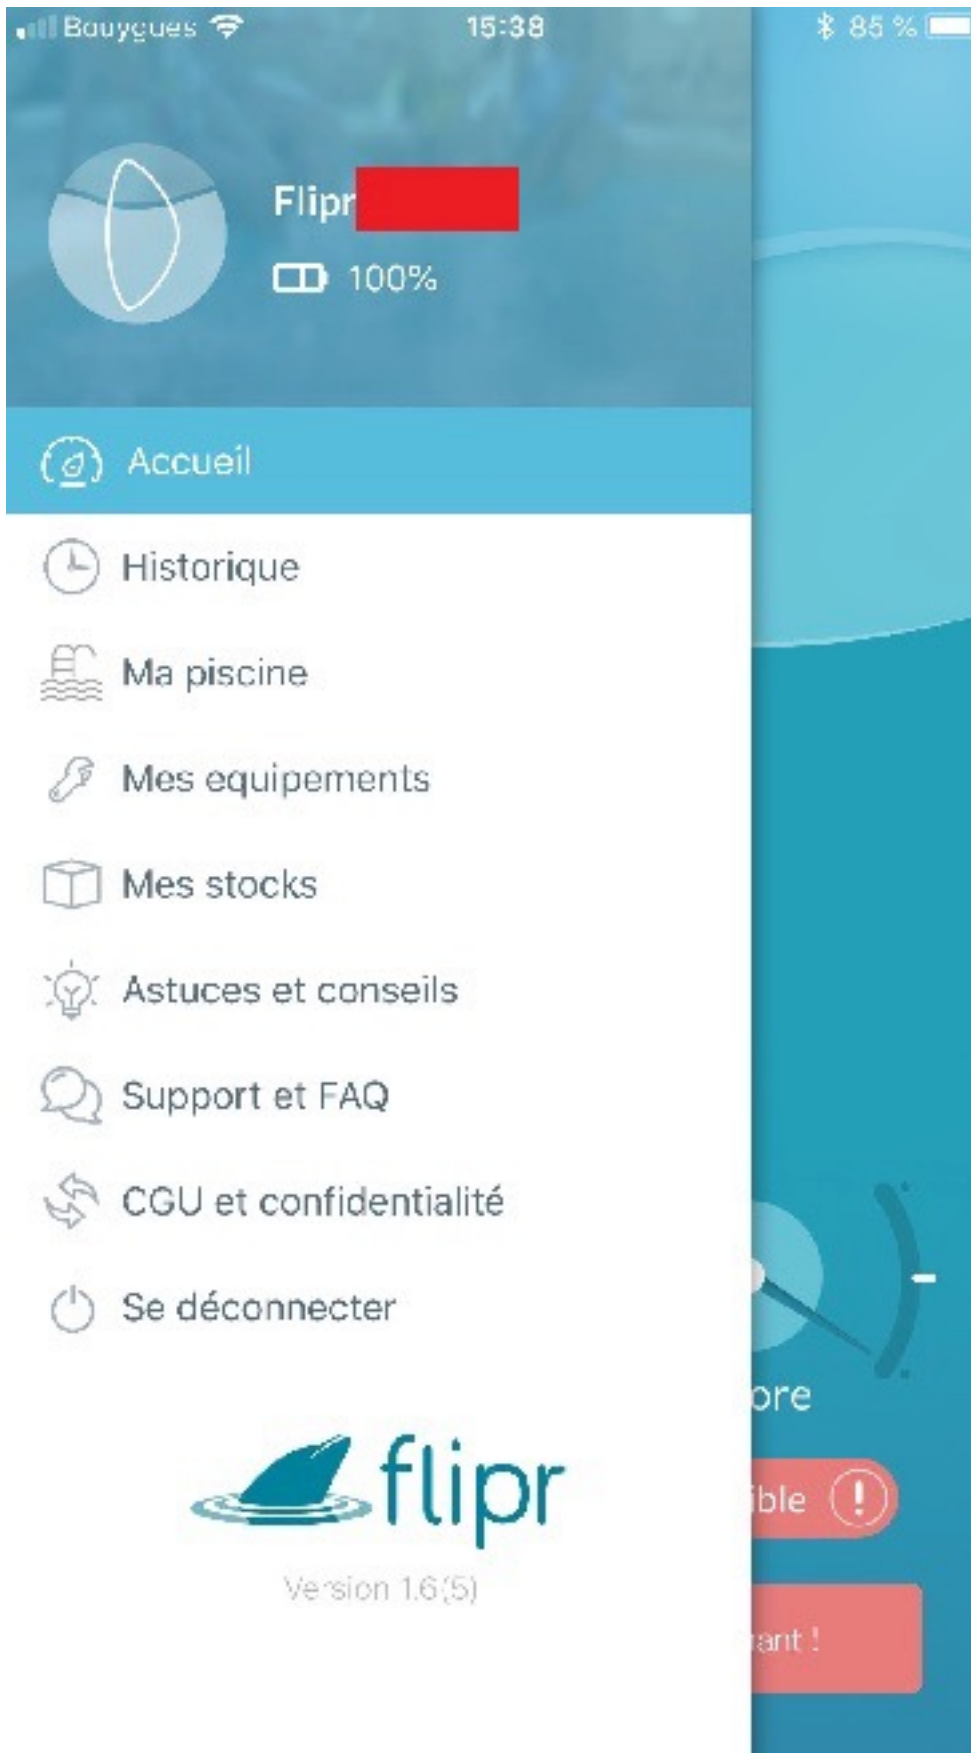 Bouygues
15:38
85 %
Flipr
100%
Accueil
Historique
Ma piscine
Mes equipements
Mes stocks
Astuces et conseils
Support et FAQ
CGU et confidentialité
Se déconnecter
ore
ible
flipr
Version 1.6(5)
ant !